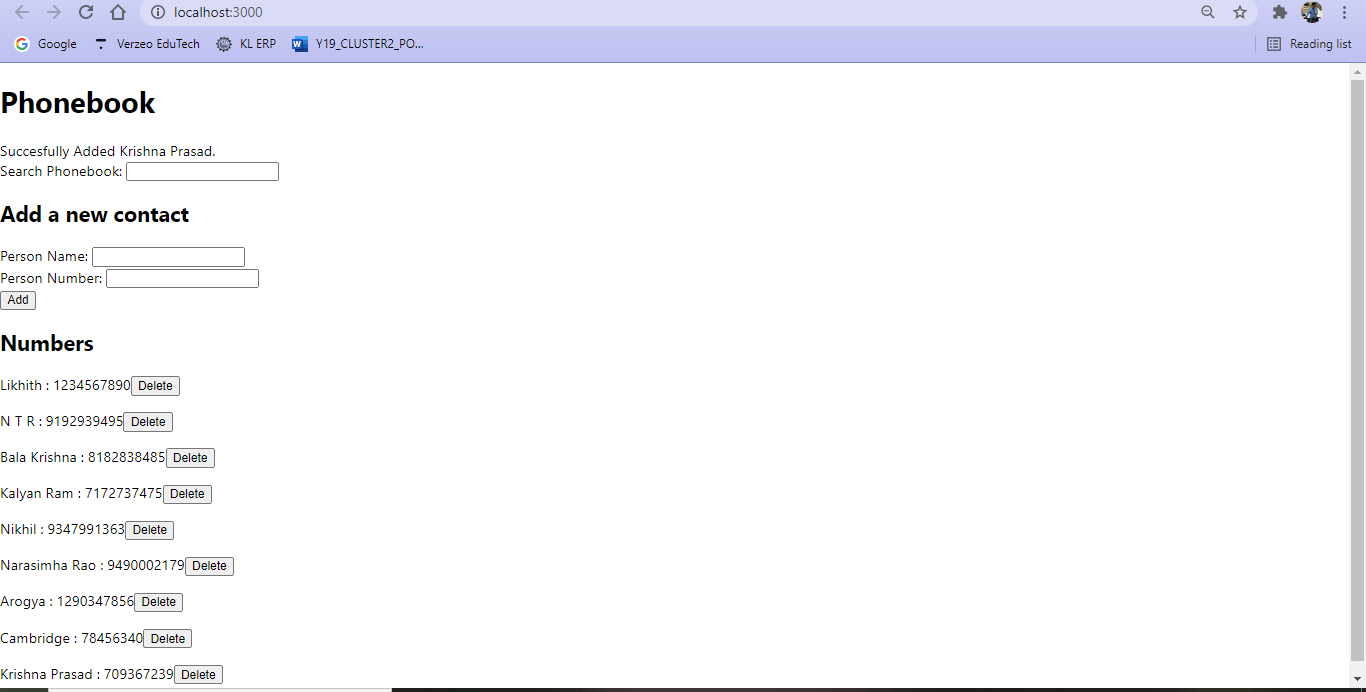 localhost:3000
Google Verzeo EduTech KL ERP Y19_CLUSTER2_PO... Reading list
Phonebook
Succesfully Added Krishna Prasad.
Search Phonebook:
Add a new contact
Person Name:
Person Number:
Add
Numbers
Likhith : 1234567890 Delete
N T R : 9192939495 Delete
Bala Krishna : 8182838485 Delete
Kalyan Ram : 7172737475 Delete
Nikhil : 9347991363 Delete
Narasimha Rao : 9490002179 Delete
Arogya : 1290347856 Delete
Cambridge : 78456340 Delete
Krishna Prasad : 709367239 Delete